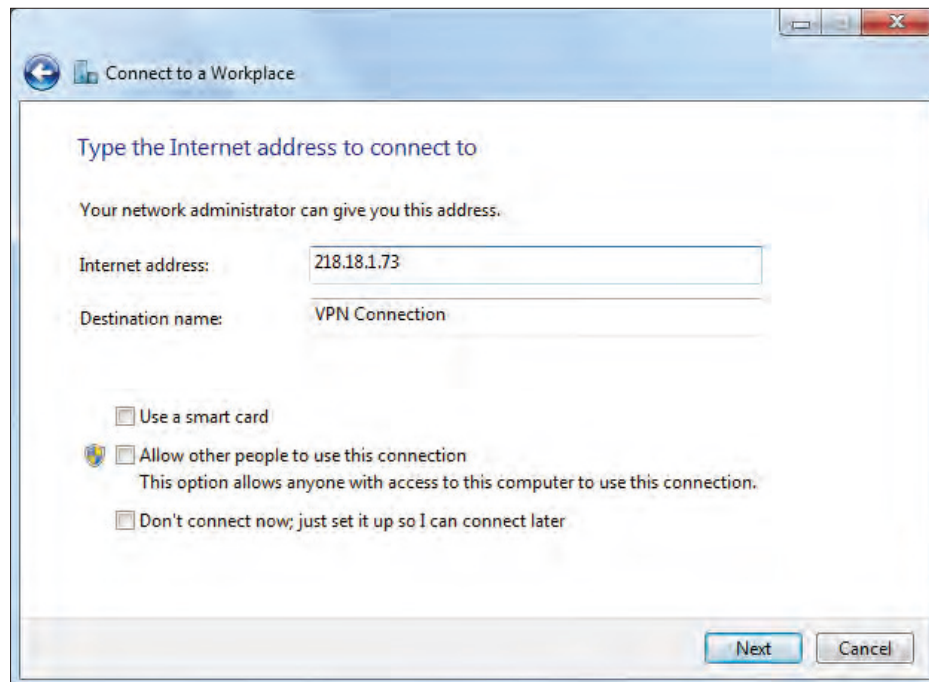 Connect to a Workplace
Type the Internet address to connect to
Your network administrator can give you this address.
Internet address: 218.18.1.73
Destination name: VPN Connection
Use a smart card
Allow other people to use this connection
This option allows anyone with access to this computer to use this connection.
Don't connect now; just set it up so I can connect later
Next Cancel